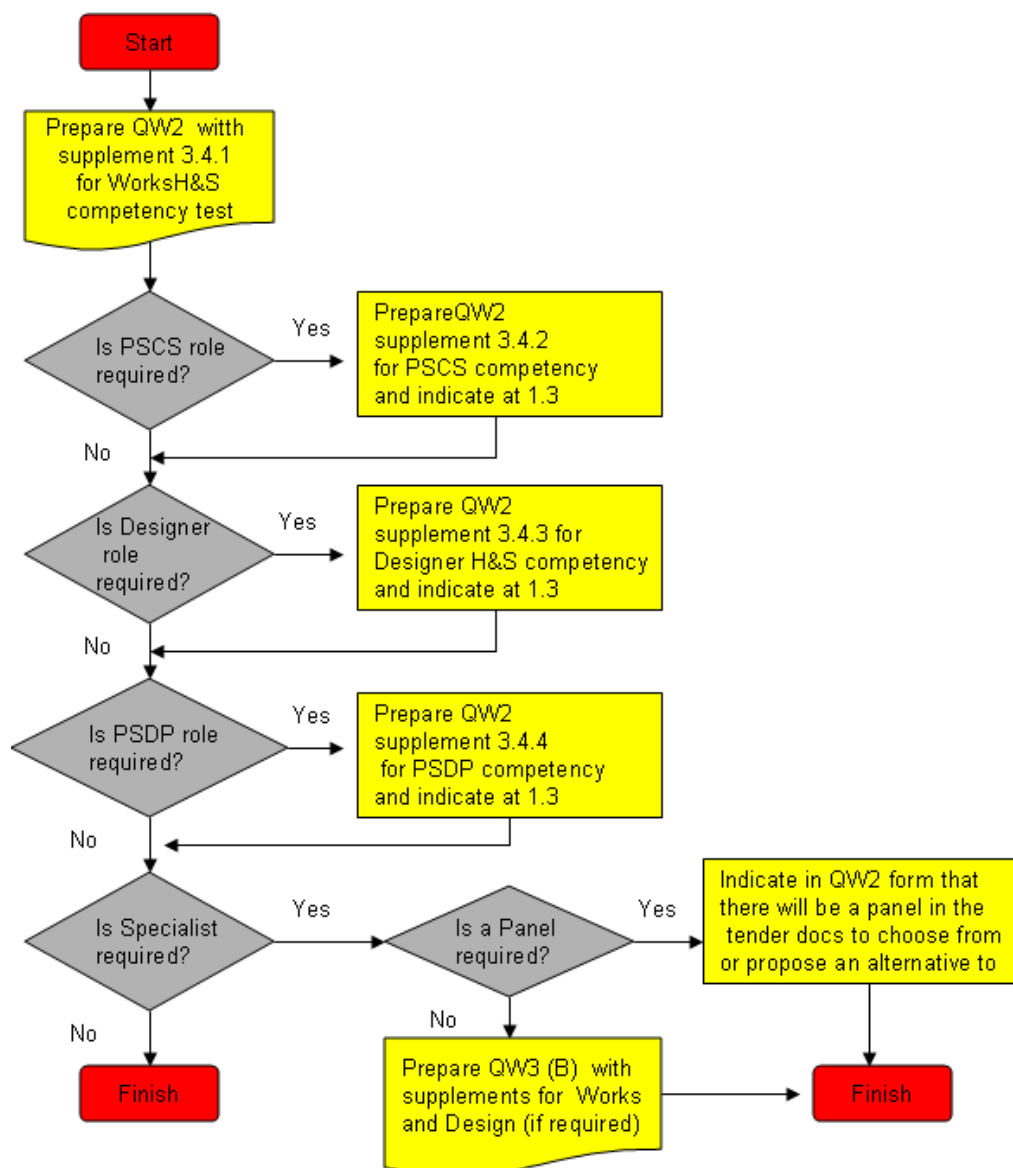 Start
Prepare QW2 witth
supplement 3.4.1
for WorksH&S
competency test
Is PSCS role
required?
Yes
PrepareQW2
supplement 3.4.2
for PSCS competency
and indicate at 1.3
No
Is Designer
role
required?
Yes
Prepare QW2
supplement 3.4.3 for
Designer H&S competency
and indicate at 1.3
No
Is PSDP role
required?
Yes
Prepare QW2
supplement 3.4.4
for PSDP competency
and indicate at 1.3
No
Is Specialist
required?
Yes
Is a Panel
required?
Yes
Indicate in QW2 form that
there will be a panel in the
tender docs to choose from
or propose an alternative to
No
No
Finish
Prepare QW3 (B) with
supplements for Works
and Design (if required)
Finish